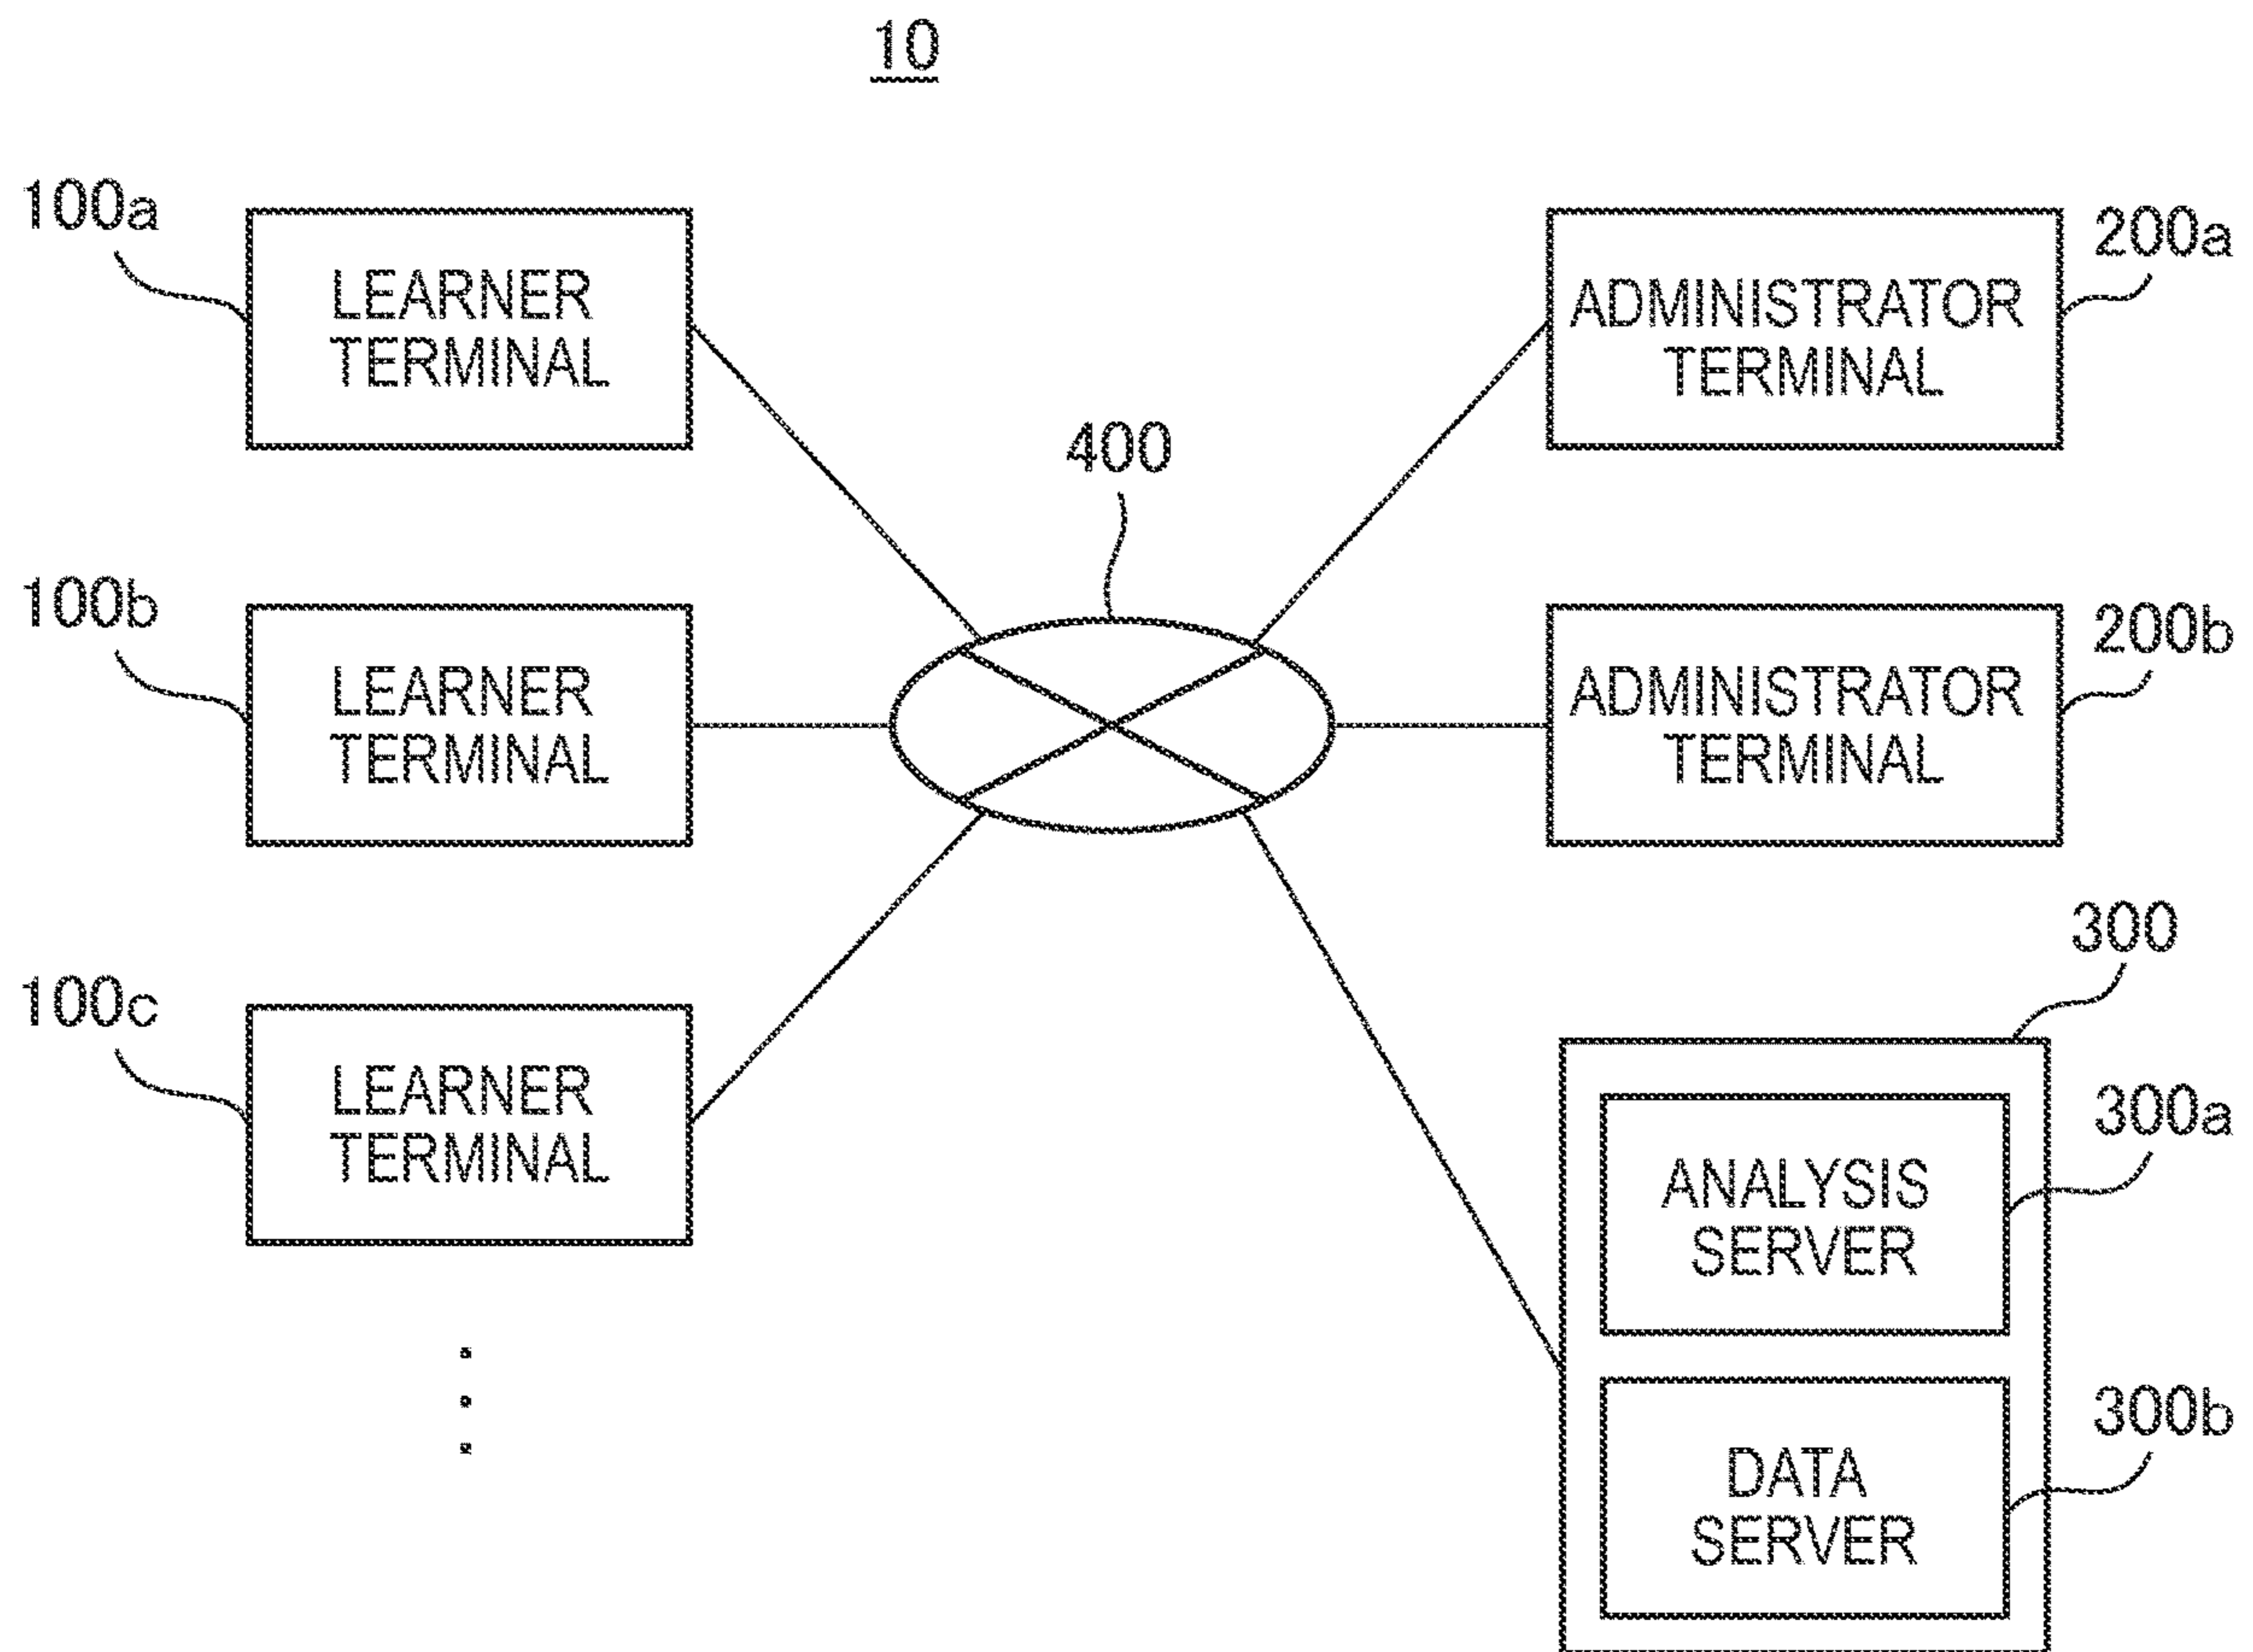 10
100a
LEARNER
TERMINAL
200a
ADMINISTRATOR
TERMINAL
400
100b
LEARNER
TERMINAL
200b
ADMINISTRATOR
TERMINAL
300
100c
LEARNER
TERMINAL
300a
ANALYSIS
SERVER
300b
DATA
SERVER